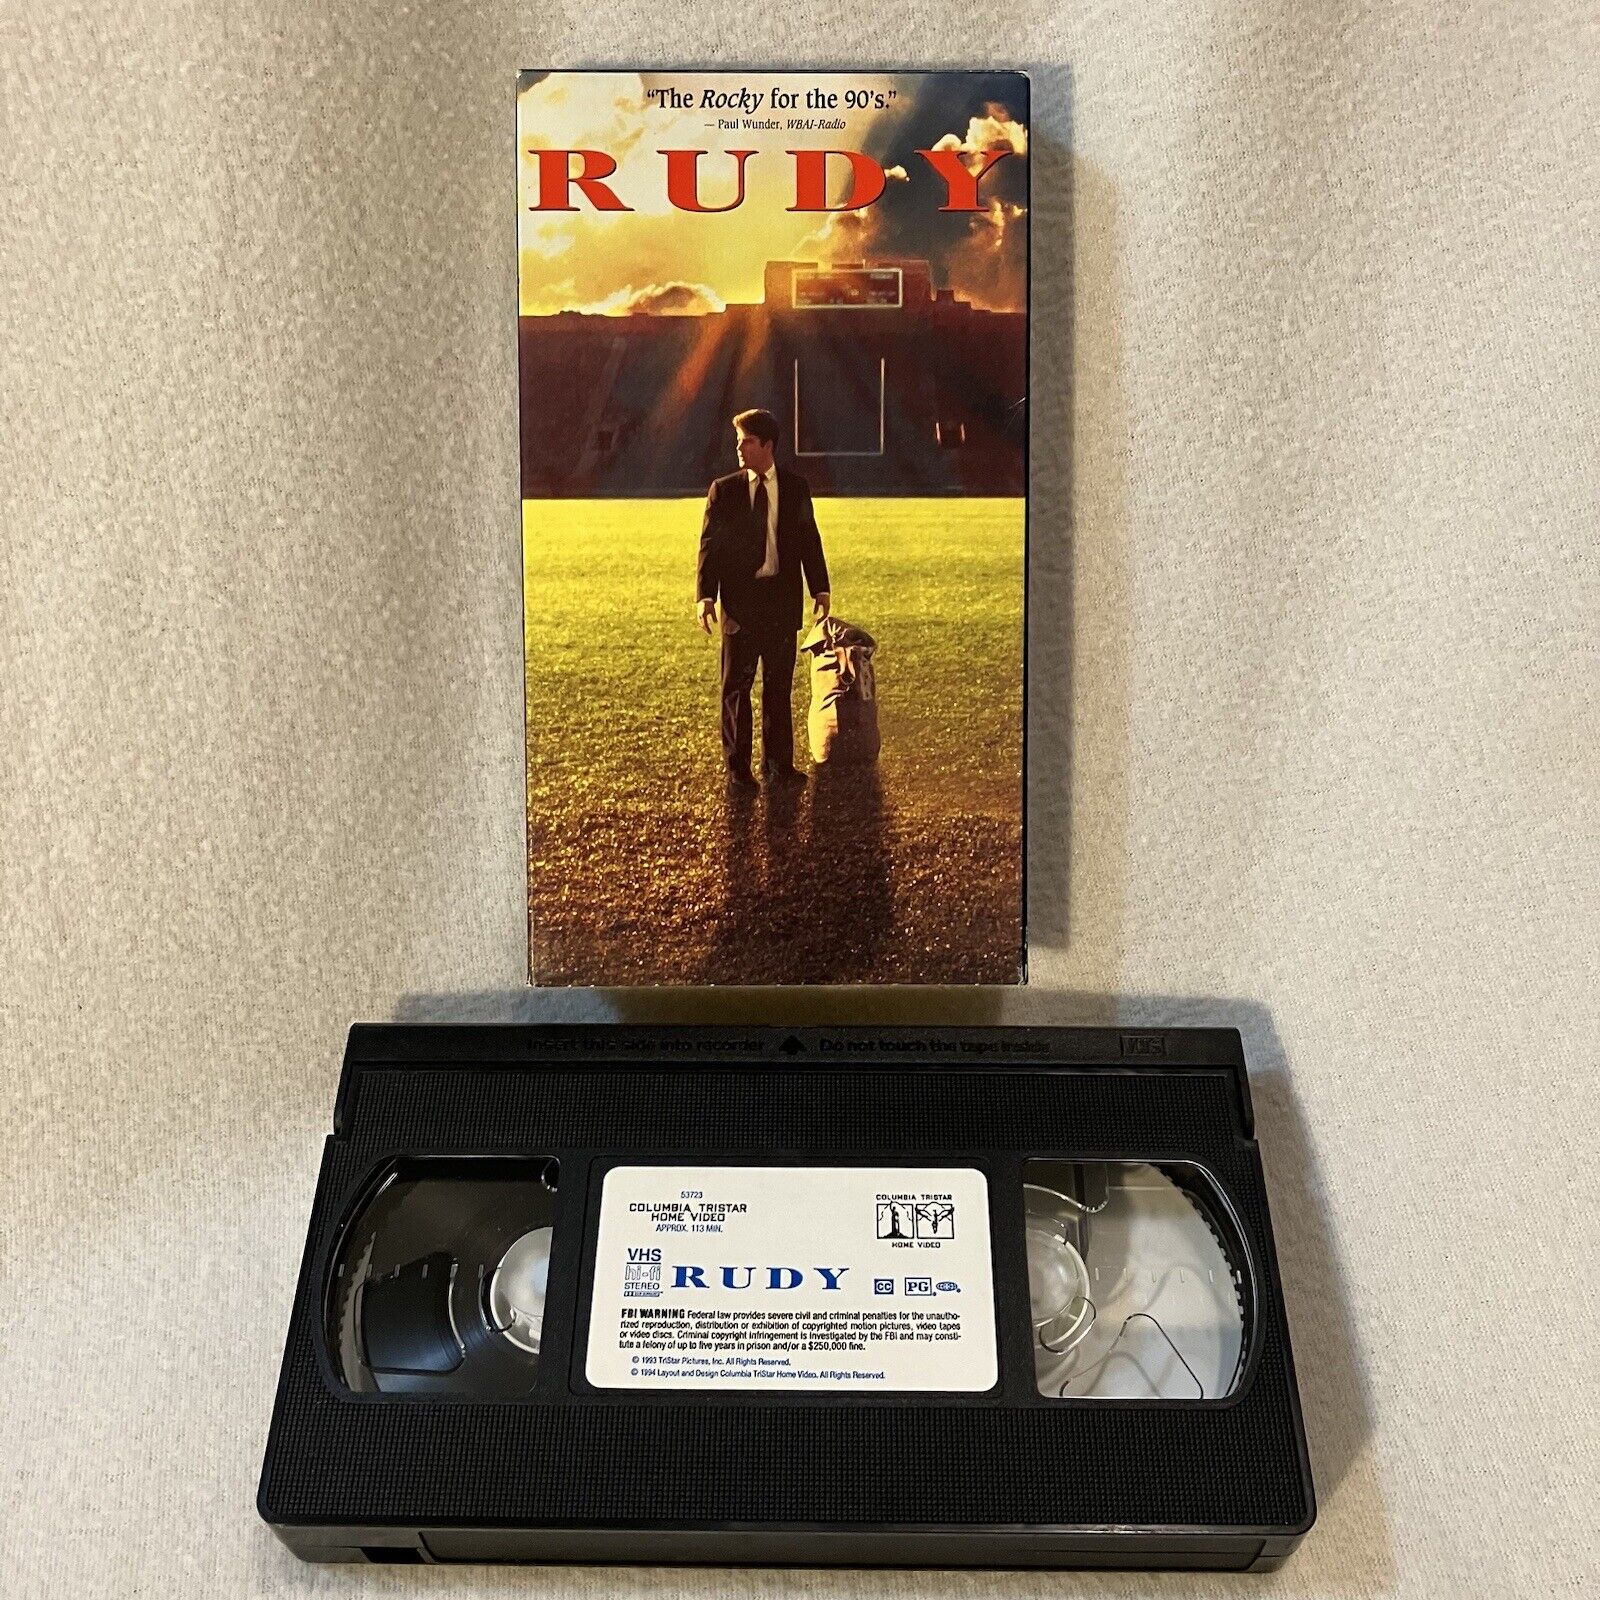 “The Rocky for the 90’s.”
— Paul Wunder, WBAI-Radio
RUDY
Insert this side into recorder ▲ Do not touch the tape inside VHS
53723
COLUMBIA TRISTAR
HOME VIDEO
APPROX. 113 MIN.
COLUMBIA TRISTAR
HOME VIDEO
VHS
hi-fi
STEREO
RUDY
CC PG
FBI WARNING Federal law provides severe civil and criminal penalties for the unautho-
rized reproduction, distribution or exhibition of copyrighted motion pictures, video tapes
or video discs. Criminal copyright infringement is investigated by the FBI and may consti-
tute a felony of up to five years in prison and/or a $250,000 fine.
© 1993 TriStar Pictures, Inc. All Rights Reserved.
© 1994 Layout and Design Columbia TriStar Home Video. All Rights Reserved.